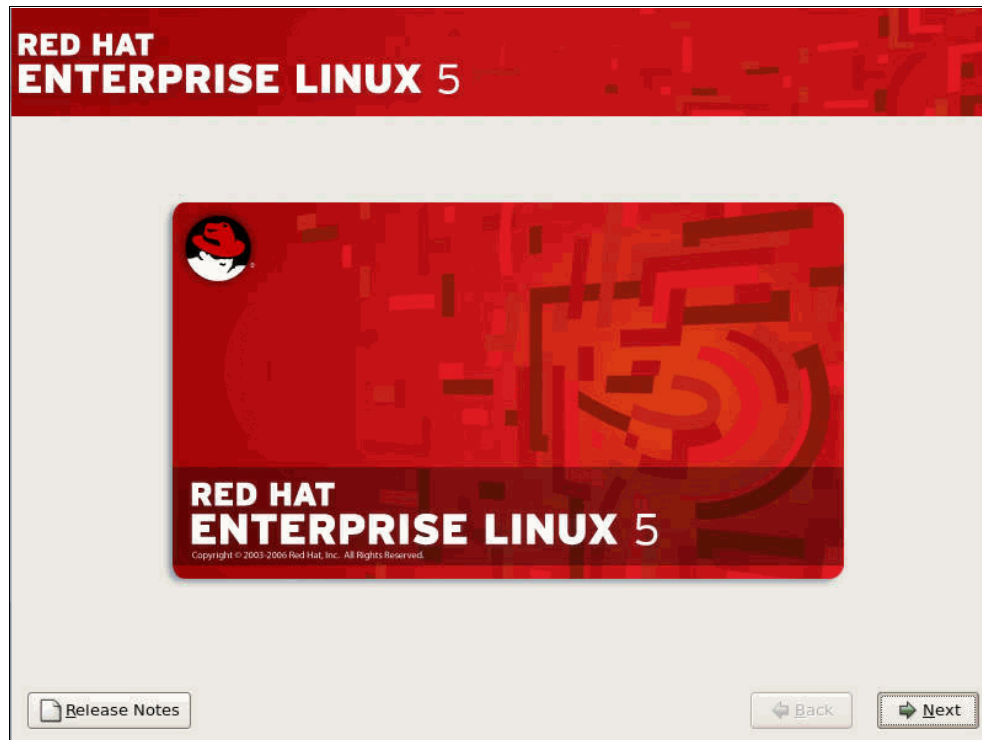 RED HAT
ENTERPRISE LINUX 5
RED HAT
ENTERPRISE LINUX 5
Copyright © 2003-2006 Red Hat, Inc. All Rights Reserved.
Release Notes
Back
Next